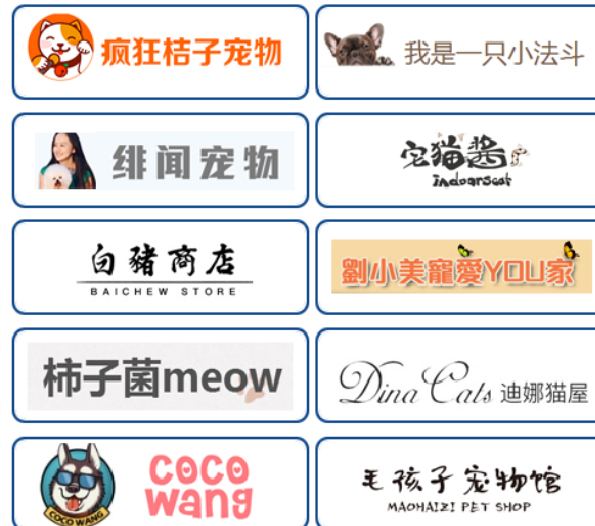 疯狂桔子宠物
我是一只小法斗
绯闻宠物
宅猫酱
indoorscat
白豬商店
BAICHEW STORE
劉小美寵愛YOU家
柿子菌meow
Dina Cats 迪娜猫屋
COCO WANG
coco
wang
毛孩子宠物馆
MAOHAIZI PET SHOP